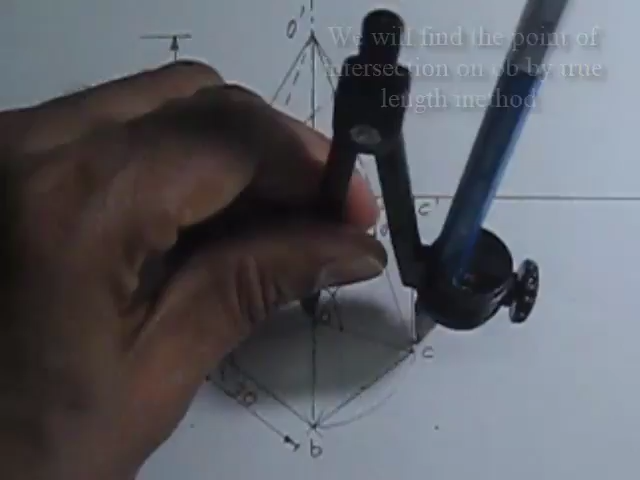 We will find the point of
intersection on ob by true
length method
o'
c'
c
b